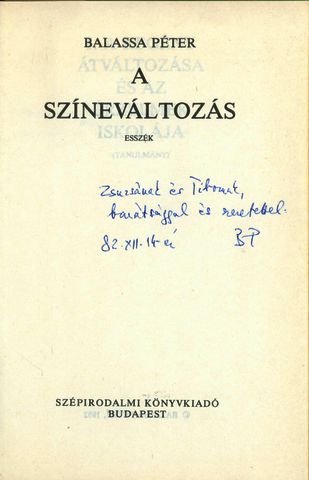 BALASSA PÉTER
A
SZÍNEVÁLTOZÁS
ESSZÉK
Zsuzsának és Tibornak,
barátsággal és szeretettel.
82. XII. 14-én
BP
SZÉPIRODALMI KÖNYVKIADÓ
BUDAPEST
ÁTVÁLTOZÁSA
ÉS AZ
ISKOLÁJA
(TANULMÁNY)